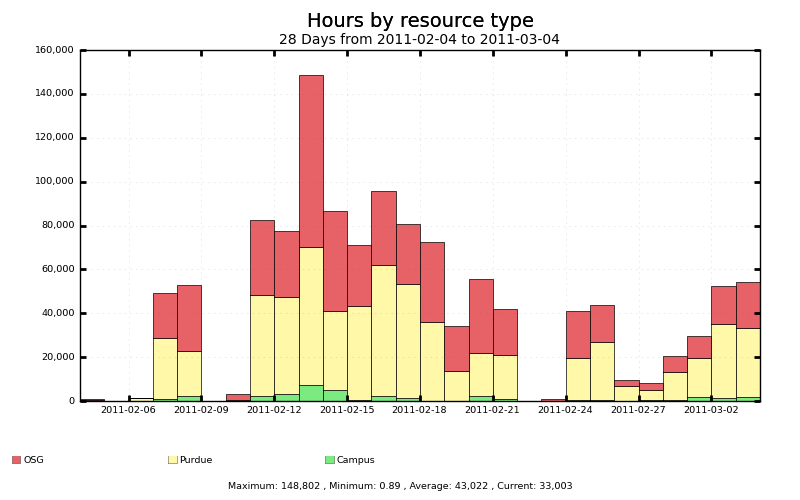 Hours by resource type
28 Days from 2011-02-04 to 2011-03-04
160,000
140,000
120,000
100,000
80,000
60,000
40,000
20,000
0
2011-02-06 2011-02-09 2011-02-12 2011-02-15 2011-02-18 2011-02-21 2011-02-24 2011-02-27 2011-03-02
OSG Purdue Campus
Maximum: 148,802 , Minimum: 0.89 , Average: 43,022 , Current: 33,003